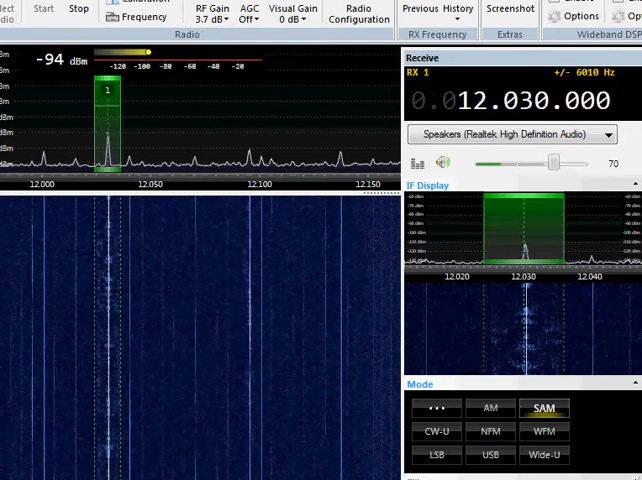 Start Stop Calibration RF Gain AGC Visual Gain Radio Previous History Screenshot Enable
Frequency 3.7 dB Off 0 dB Configuration Options
Radio RX Frequency Extras Wideband DSP
-94 dBm
-120 -100 -80 -60 -40 -20
1
12.000 12.050 12.100 12.150
Receive
RX 1 +/- 6010 Hz
0.012.030.000
Speakers (Realtek High Definition Audio)
70
IF Display
12.020 12.030 12.040
Mode
... AM SAM
CW-U NFM WFM
LSB USB Wide-U